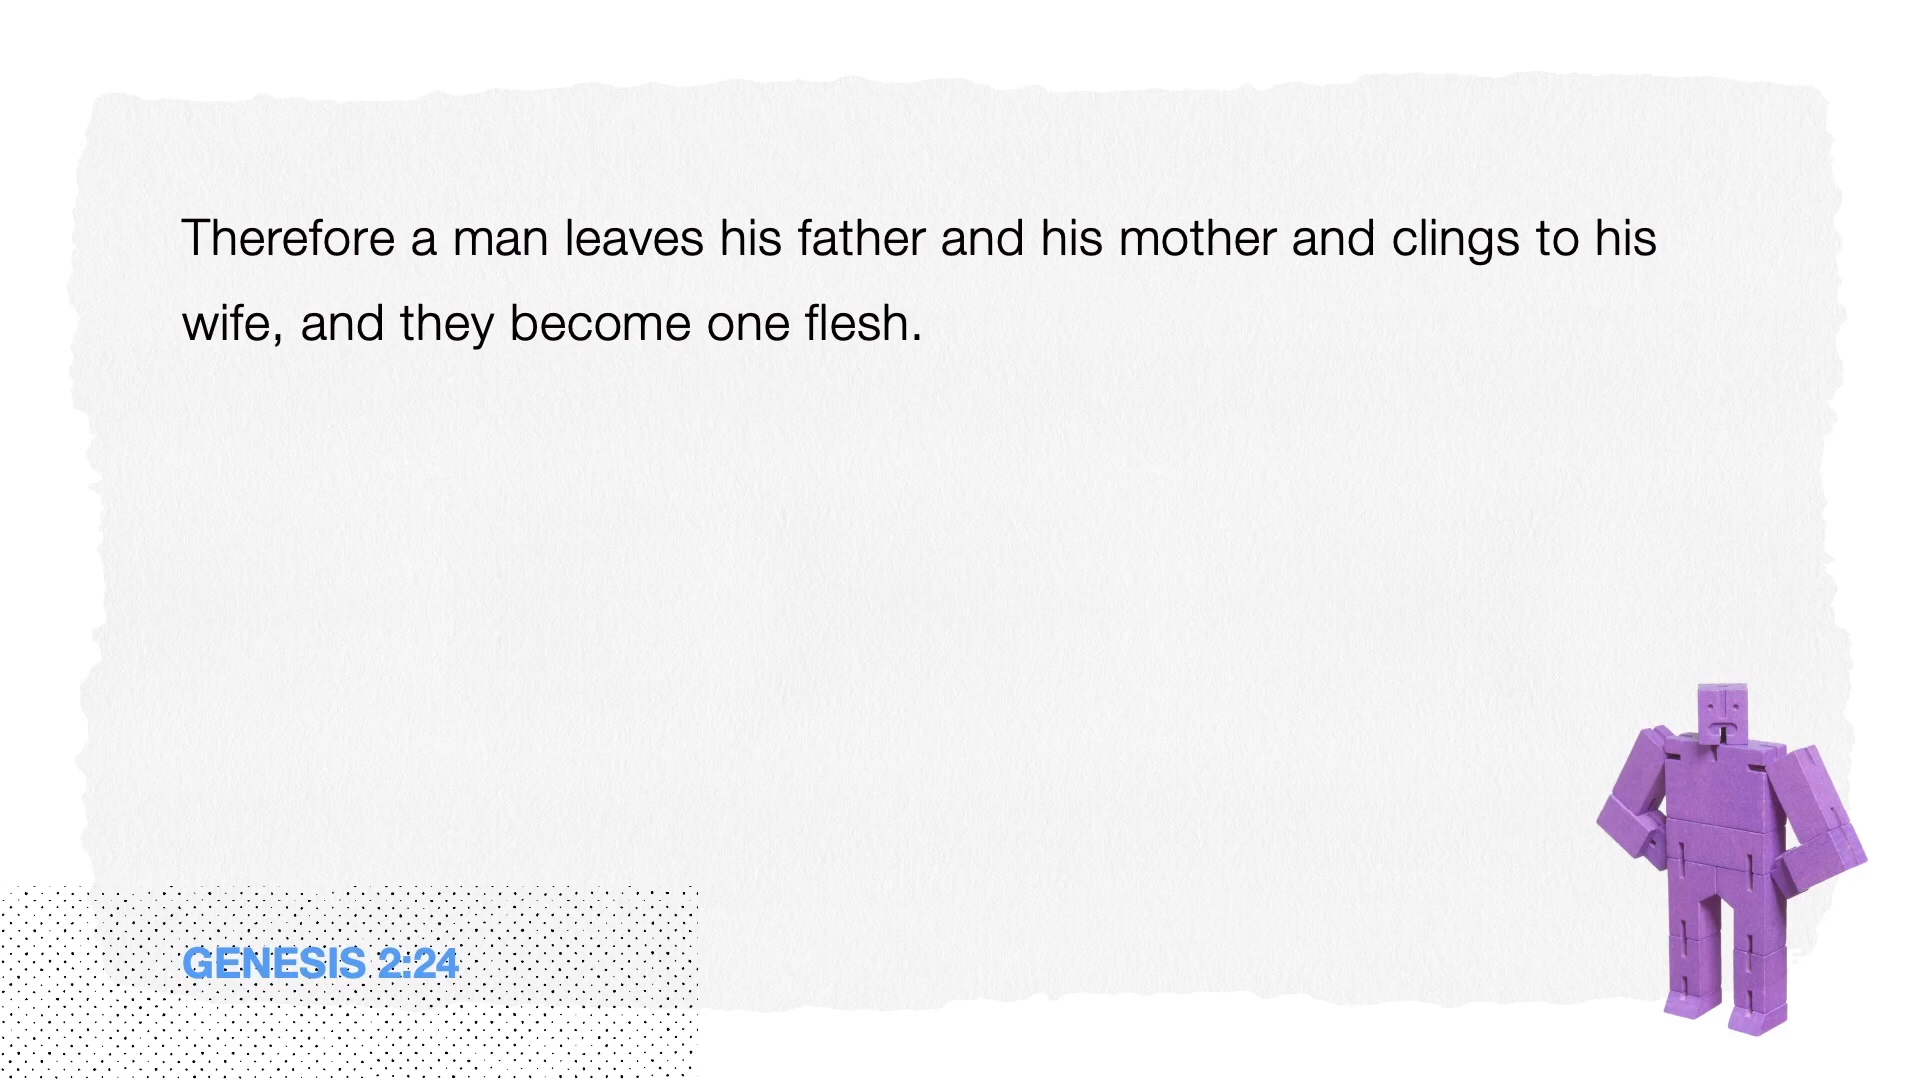 Therefore a man leaves his father and his mother and clings to his
wife, and they become one flesh.
GENESIS 2:24